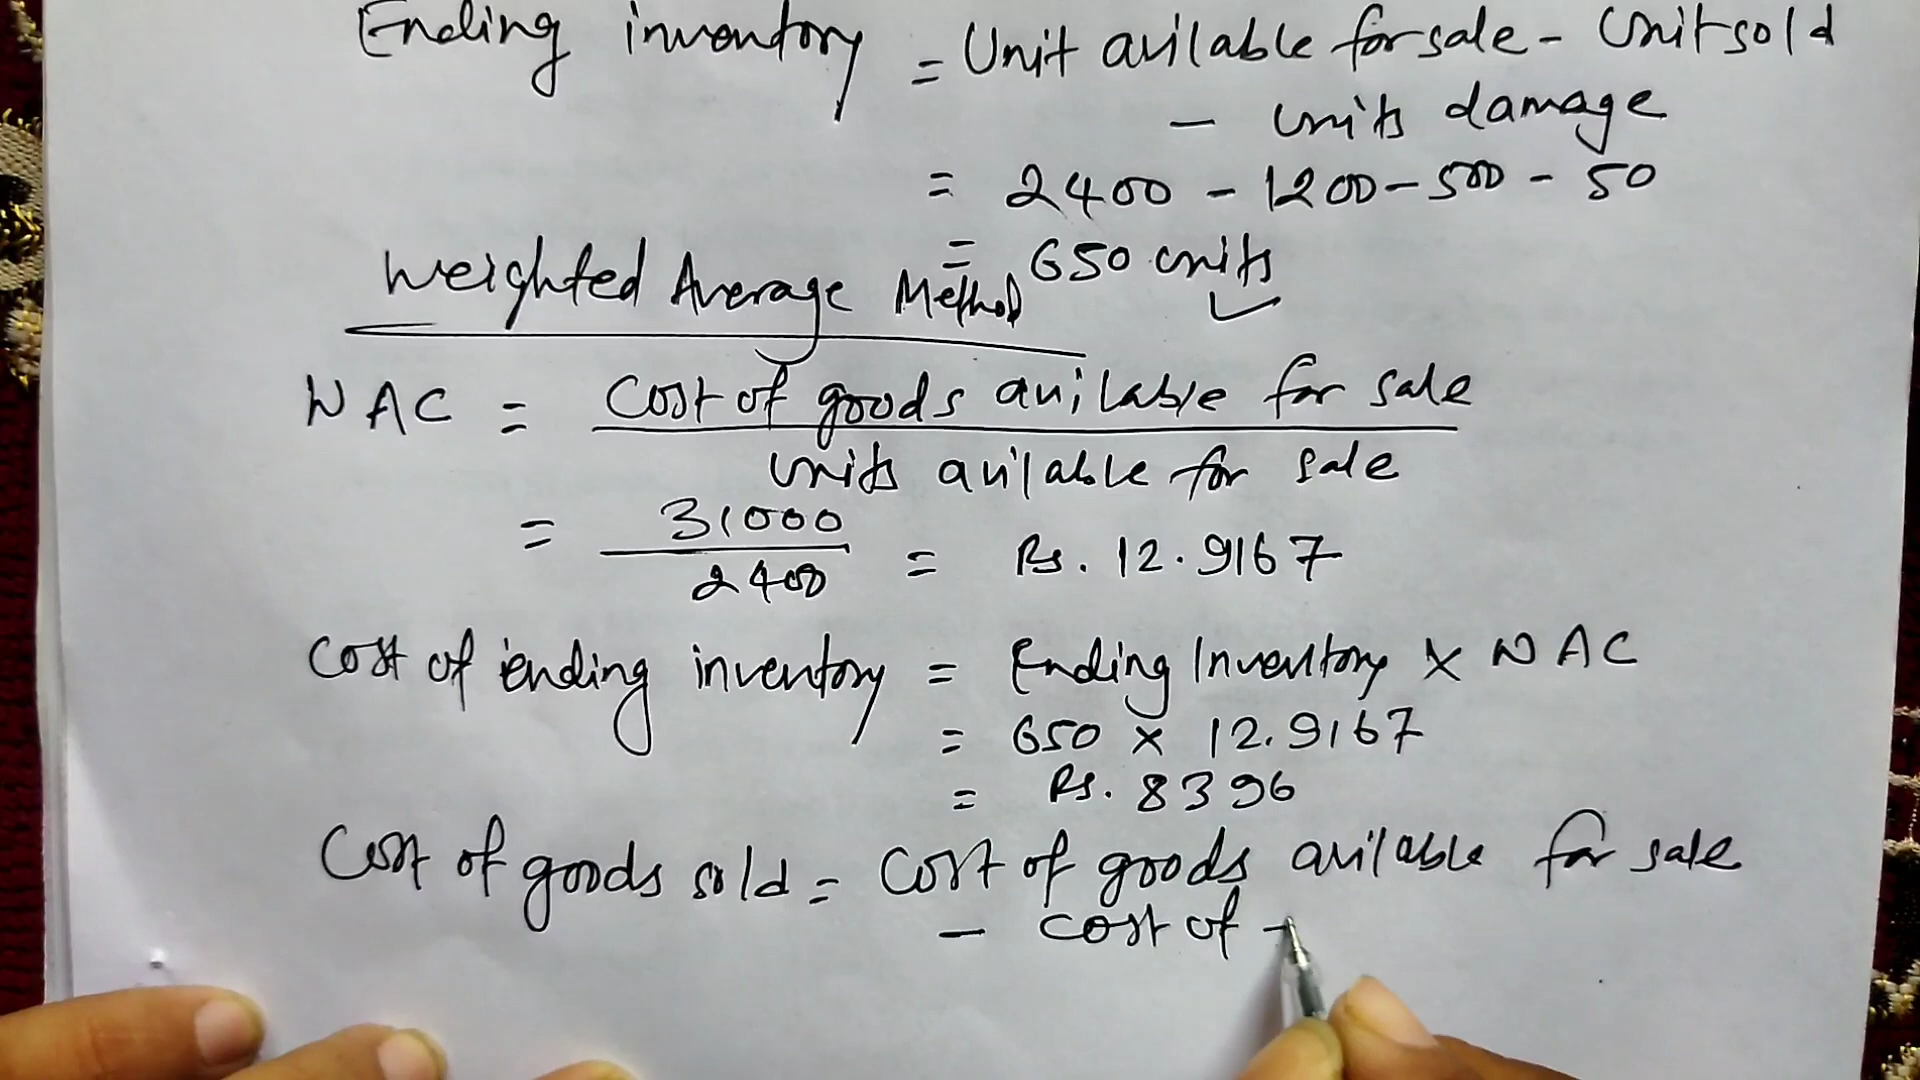 Ending inventory = Unit avilable for sale - Unit sold
- units damage
= 2400 - 1200 - 500 - 50
= 650 units
Weighted Average Method
WAC = Cost of goods avilable for sale
units avilable for sale
= 31000
2400
= Rs. 12.9167
Cost of ending inventory = Ending Inventory × WAC
= 650 × 12.9167
= Rs. 8396
Cost of goods sold = Cost of goods avilable for sale
- cost of